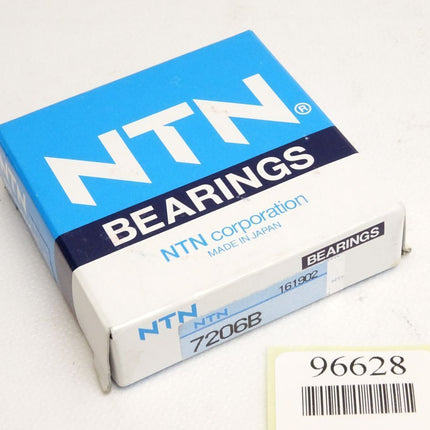 NTN®
BEARINGS
NTN corporation
MADE IN JAPAN
NTN
BEARINGS
NTN
161902
7206B
96628